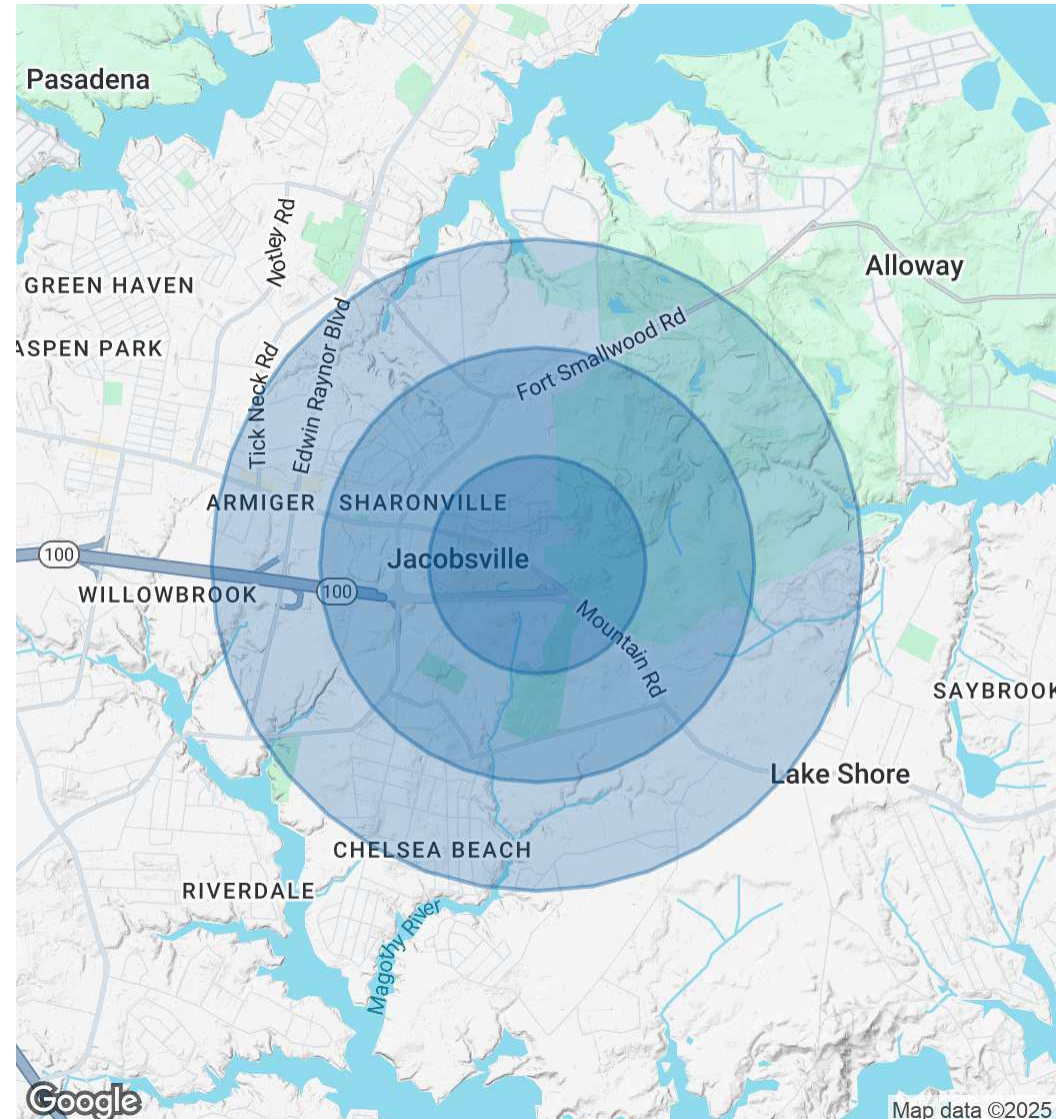 Pasadena
Notley Rd
Alloway
GREEN HAVEN
ASPEN PARK
Tick Neck Rd
Edwin Raynor Blvd
Fort Smallwood Rd
ARMIGER
SHARONVILLE
Jacobsville
100
100
WILLOWBROOK
Mountain Rd
SAYBROOK
Lake Shore
CHELSEA BEACH
RIVERDALE
Magothy River
Google
Map data ©2025